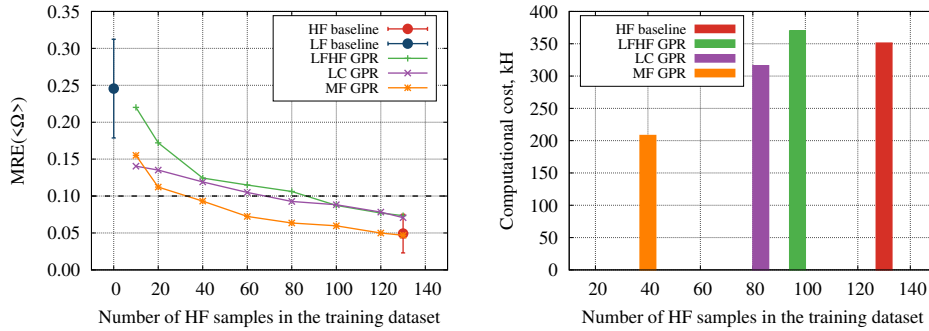 0.35
0.30
0.25
0.20
0.15
0.10
0.05
0.00
MRE(<Ω>)
HF baseline
LF baseline
LFHF GPR
LC GPR
MF GPR
0 20 40 60 80 100 120 140
Number of HF samples in the training dataset
400
350
300
250
200
150
100
50
0
Computational cost, kH
HF baseline
LFHF GPR
LC GPR
MF GPR
20 40 60 80 100 120 140
Number of HF samples in the training dataset